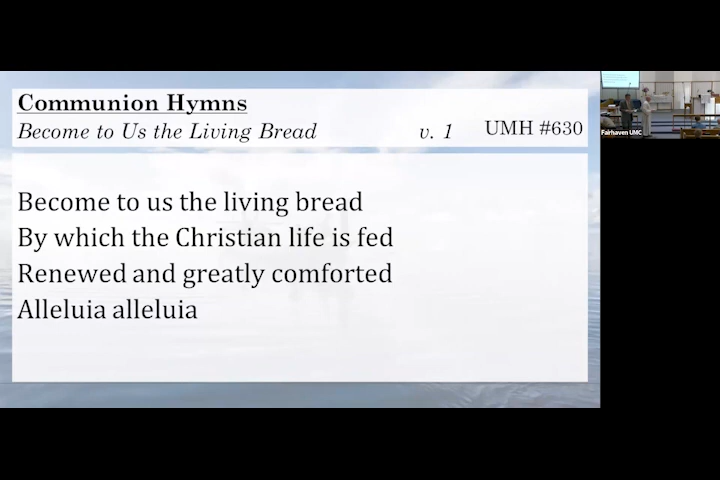 Communion Hymns
Become to Us the Living Bread v. 1 UMH #630
Become to us the living bread
By which the Christian life is fed
Renewed and greatly comforted
Alleluia alleluia
Fairhaven UMC